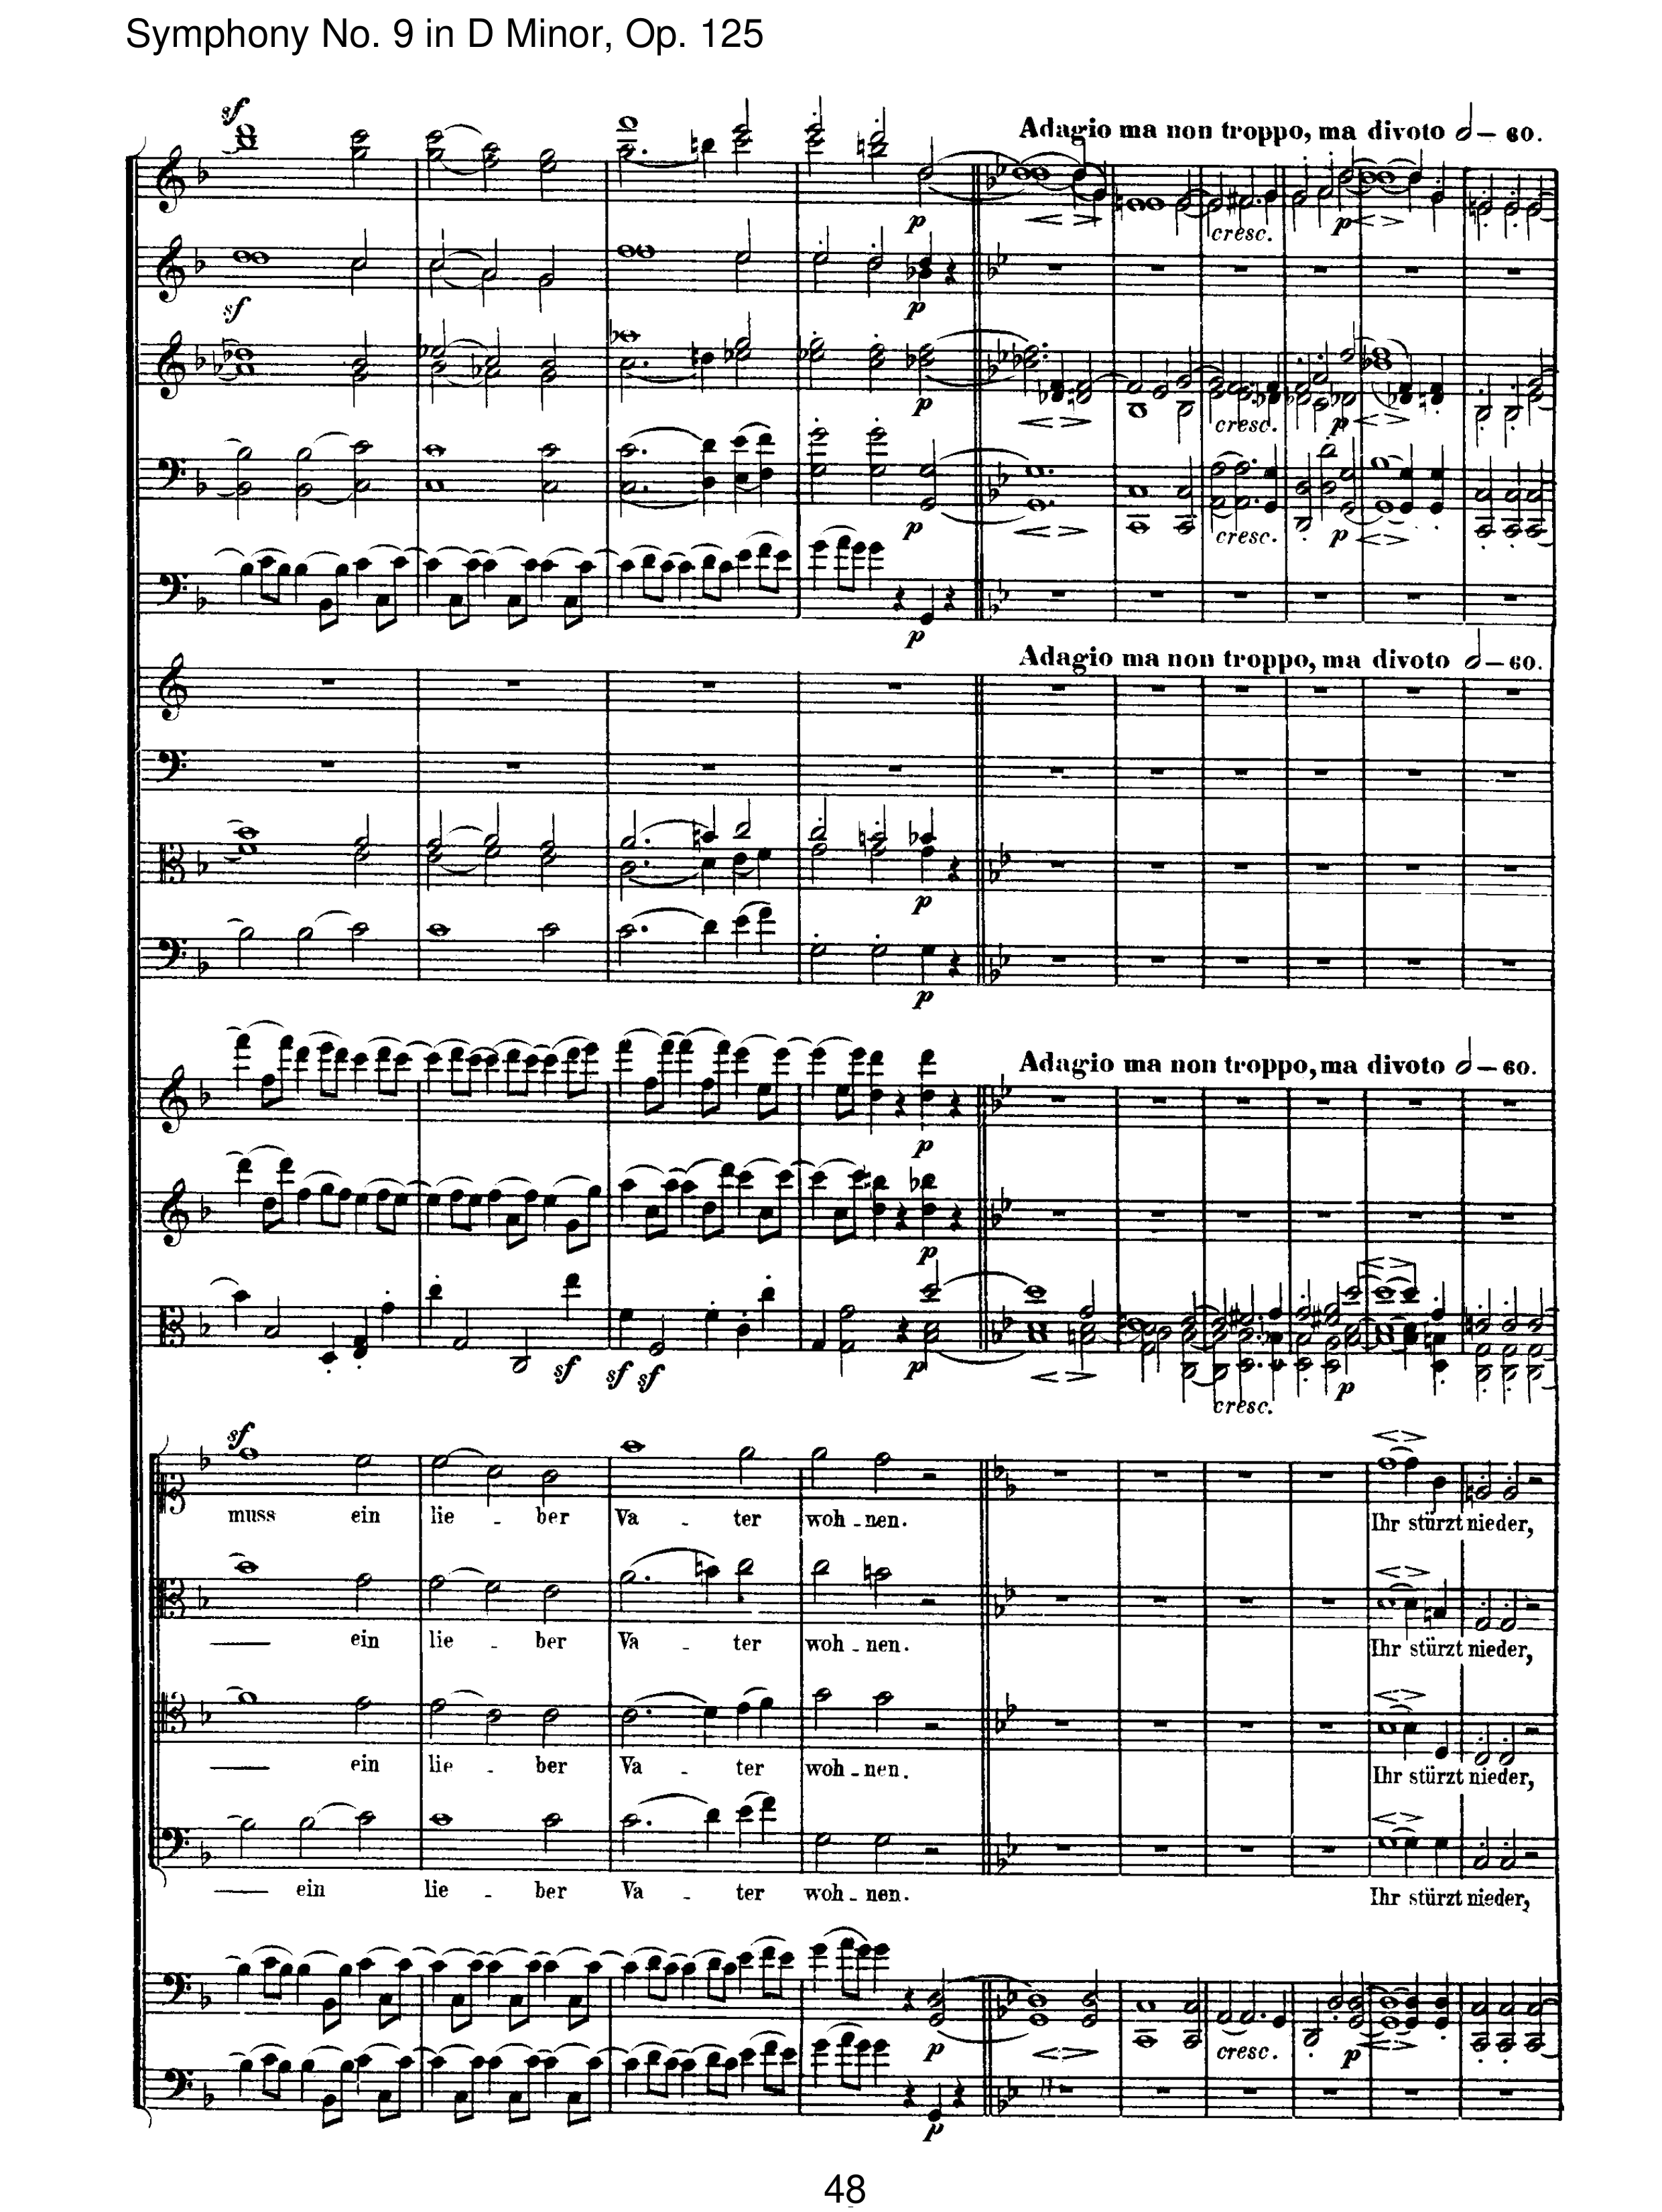 Symphony No. 9 in D Minor, Op. 125
sf
Adagio ma non troppo, ma divoto 𝅗𝅥 – 60.
p
cresc.
p
sf
p
p
cresc.
p
p
cresc.
p
p
Adagio ma non troppo, ma divoto 𝅗𝅥 – 60.
p
p
Adagio ma non troppo, ma divoto 𝅗𝅥 – 60.
p
p
sf
sf sf
p
cresc.
p
sf
muss ein lie - ber Va - ter woh - nen. Ihr stürzt nieder,
ein lie - ber Va - ter woh - nen. Ihr stürzt nieder,
ein lie - ber Va - ter woh - nen. Ihr stürzt nieder,
ein lie - ber Va - ter woh - nen. Ihr stürzt nieder,
p
cresc.
p
p
48